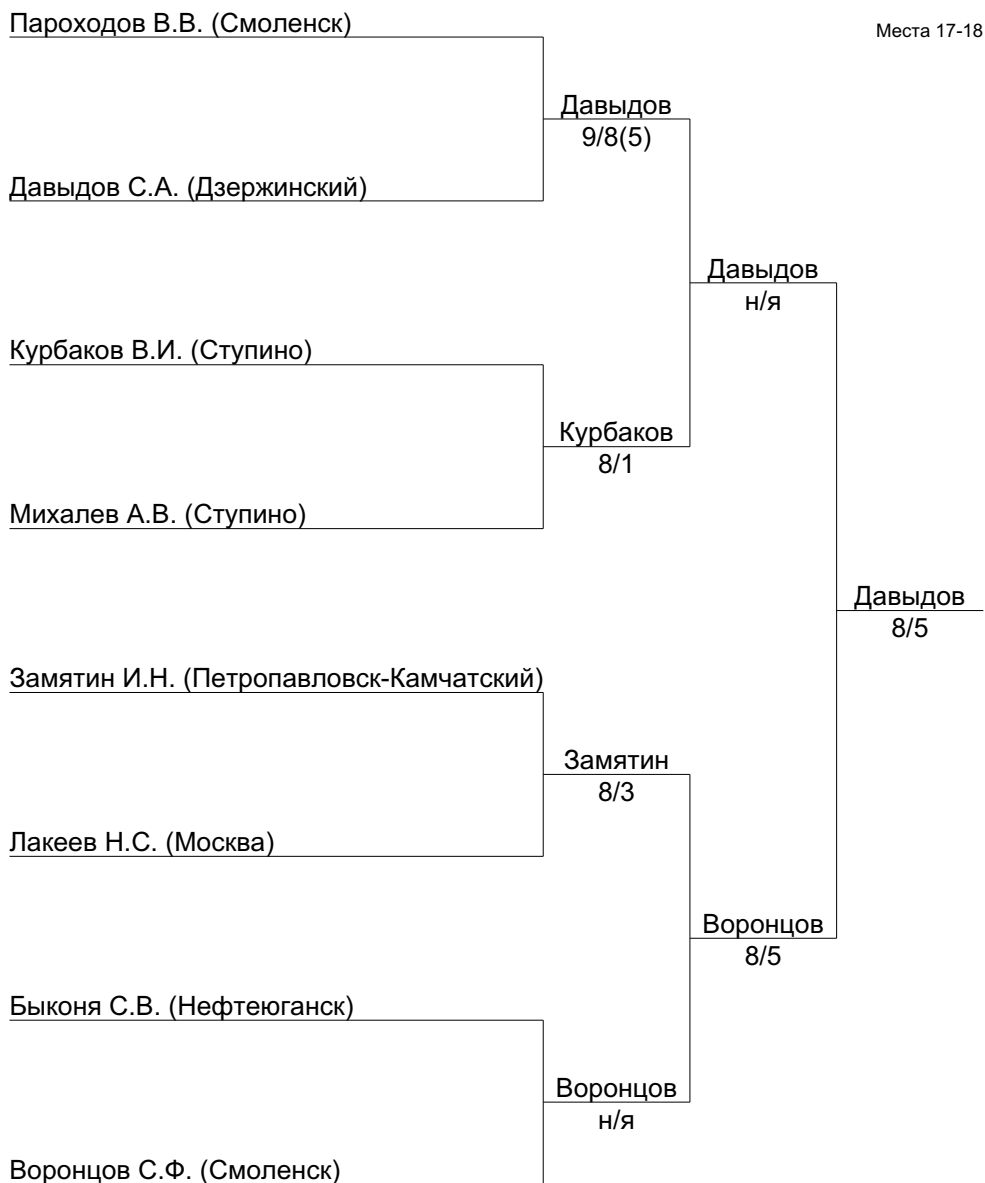 Пароходов В.В. (Смоленск)
Места 17-18
Давыдов
9/8(5)
Давыдов С.А. (Дзержинский)
Давыдов
н/я
Курбаков В.И. (Ступино)
Курбаков
8/1
Михалев А.В. (Ступино)
Давыдов
8/5
Замятин И.Н. (Петропавловск-Камчатский)
Замятин
8/3
Лакеев Н.С. (Москва)
Воронцов
8/5
Быконя С.В. (Нефтеюганск)
Воронцов
н/я
Воронцов С.Ф. (Смоленск)